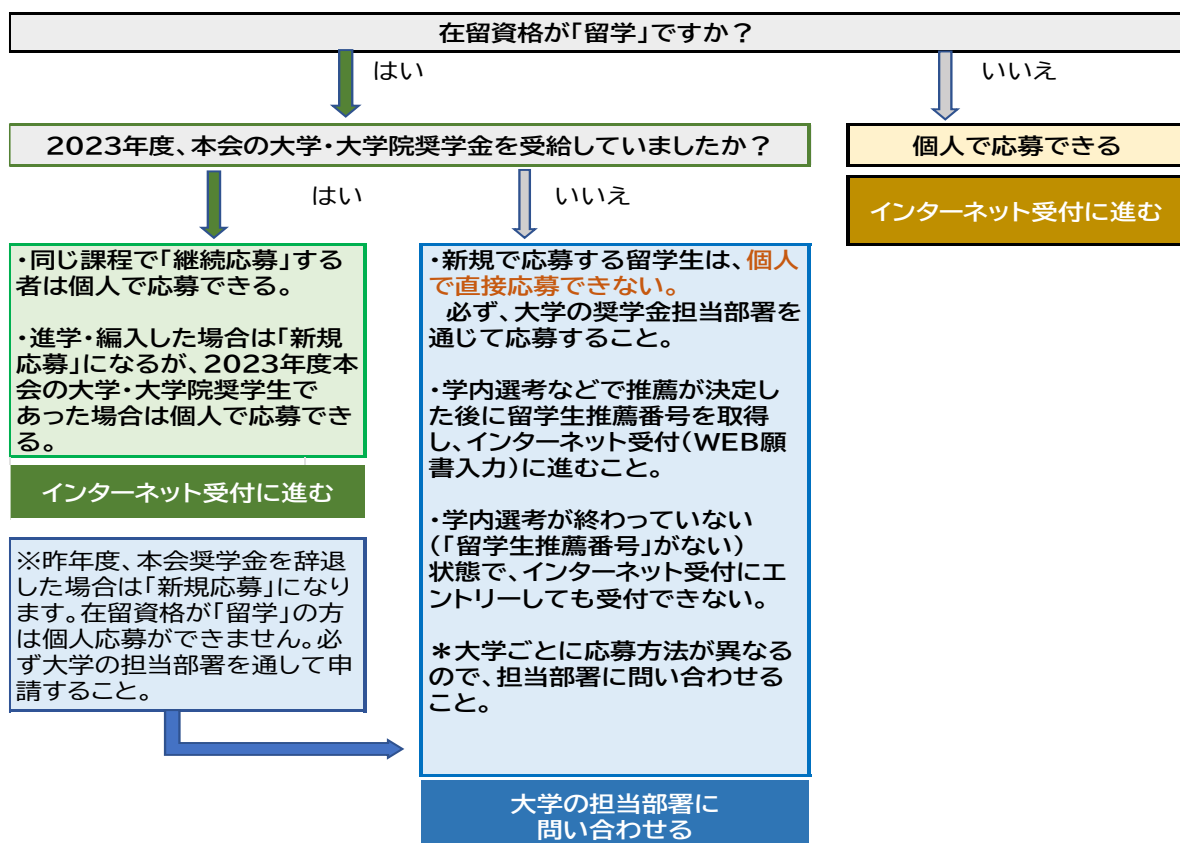 在留資格が「留学」ですか？
はい
いいえ
2023年度、本会の大学・大学院奨学金を受給していましたか？
個人で応募できる
はい
いいえ
インターネット受付に進む
・同じ課程で「継続応募」する
者は個人で応募できる。
・進学・編入した場合は「新規
応募」になるが、2023年度本
会の大学・大学院奨学生で
あった場合は個人で応募でき
る。
インターネット受付に進む
※昨年度、本会奨学金を辞退
した場合は「新規応募」になり
ます。在留資格が「留学」の方
は個人応募ができません。必
ず大学の担当部署を通して申
請すること。
・新規で応募する留学生は、個人
で直接応募できない。
必ず、大学の奨学金担当部署を
通じて応募すること。
・学内選考などで推薦が決定し
た後に留学生推薦番号を取得
し、インターネット受付（WEB願
書入力）に進むこと。
・学内選考が終わっていない
（「留学生推薦番号」がない）
状態で、インターネット受付にエ
ントリーしても受付できない。
＊大学ごとに応募方法が異なる
ので、担当部署に問い合わせる
こと。
大学の担当部署に
問い合わせる